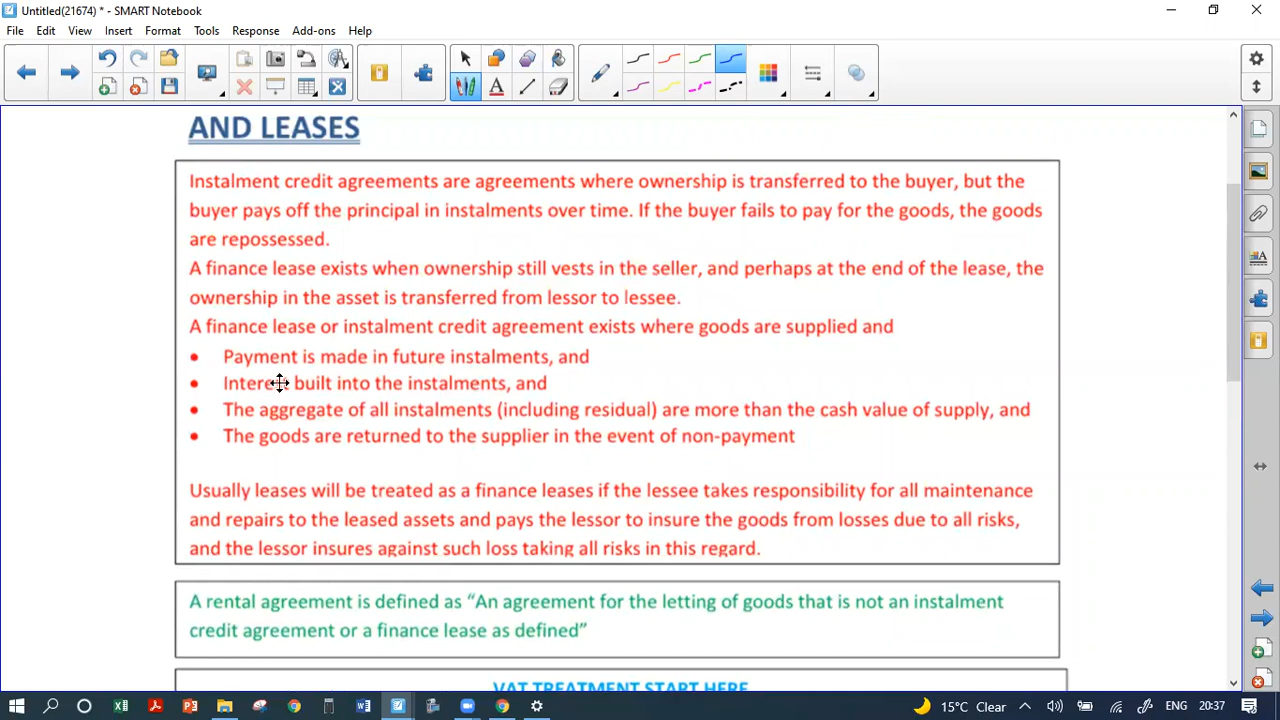 Untitled(21674) * - SMART Notebook
File Edit View Insert Format Tools Response Add-ons Help
AND LEASES
Instalment credit agreements are agreements where ownership is transferred to the buyer, but the
buyer pays off the principal in instalments over time. If the buyer fails to pay for the goods, the goods
are repossessed.
A finance lease exists when ownership still vests in the seller, and perhaps at the end of the lease, the
ownership in the asset is transferred from lessor to lessee.
A finance lease or instalment credit agreement exists where goods are supplied and
• Payment is made in future instalments, and
• Interest built into the instalments, and
• The aggregate of all instalments (including residual) are more than the cash value of supply, and
• The goods are returned to the supplier in the event of non-payment
Usually leases will be treated as a finance leases if the lessee takes responsibility for all maintenance
and repairs to the leased assets and pays the lessor to insure the goods from losses due to all risks,
and the lessor insures against such loss taking all risks in this regard.
A rental agreement is defined as “An agreement for the letting of goods that is not an instalment
credit agreement or a finance lease as defined”
VAT TREATMENT START HERE
15°C Clear ENG 20:37